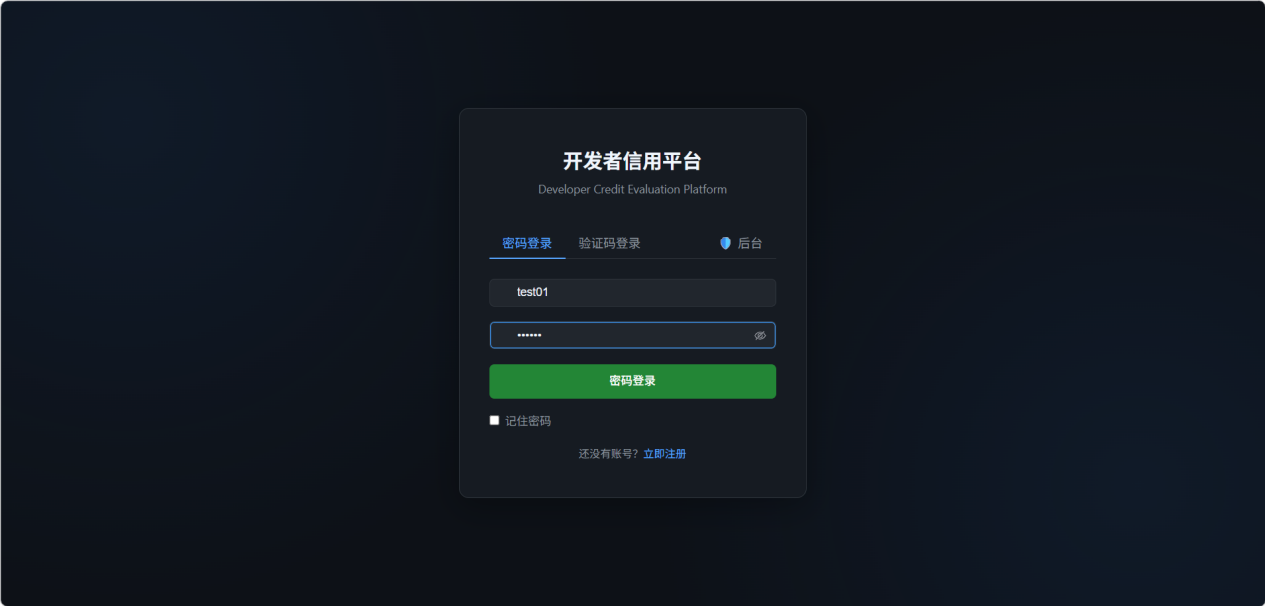 开发者信用平台
Developer Credit Evaluation Platform
密码登录 验证码登录 后台
test01
••••••
密码登录
记住密码
还没有账号？立即注册